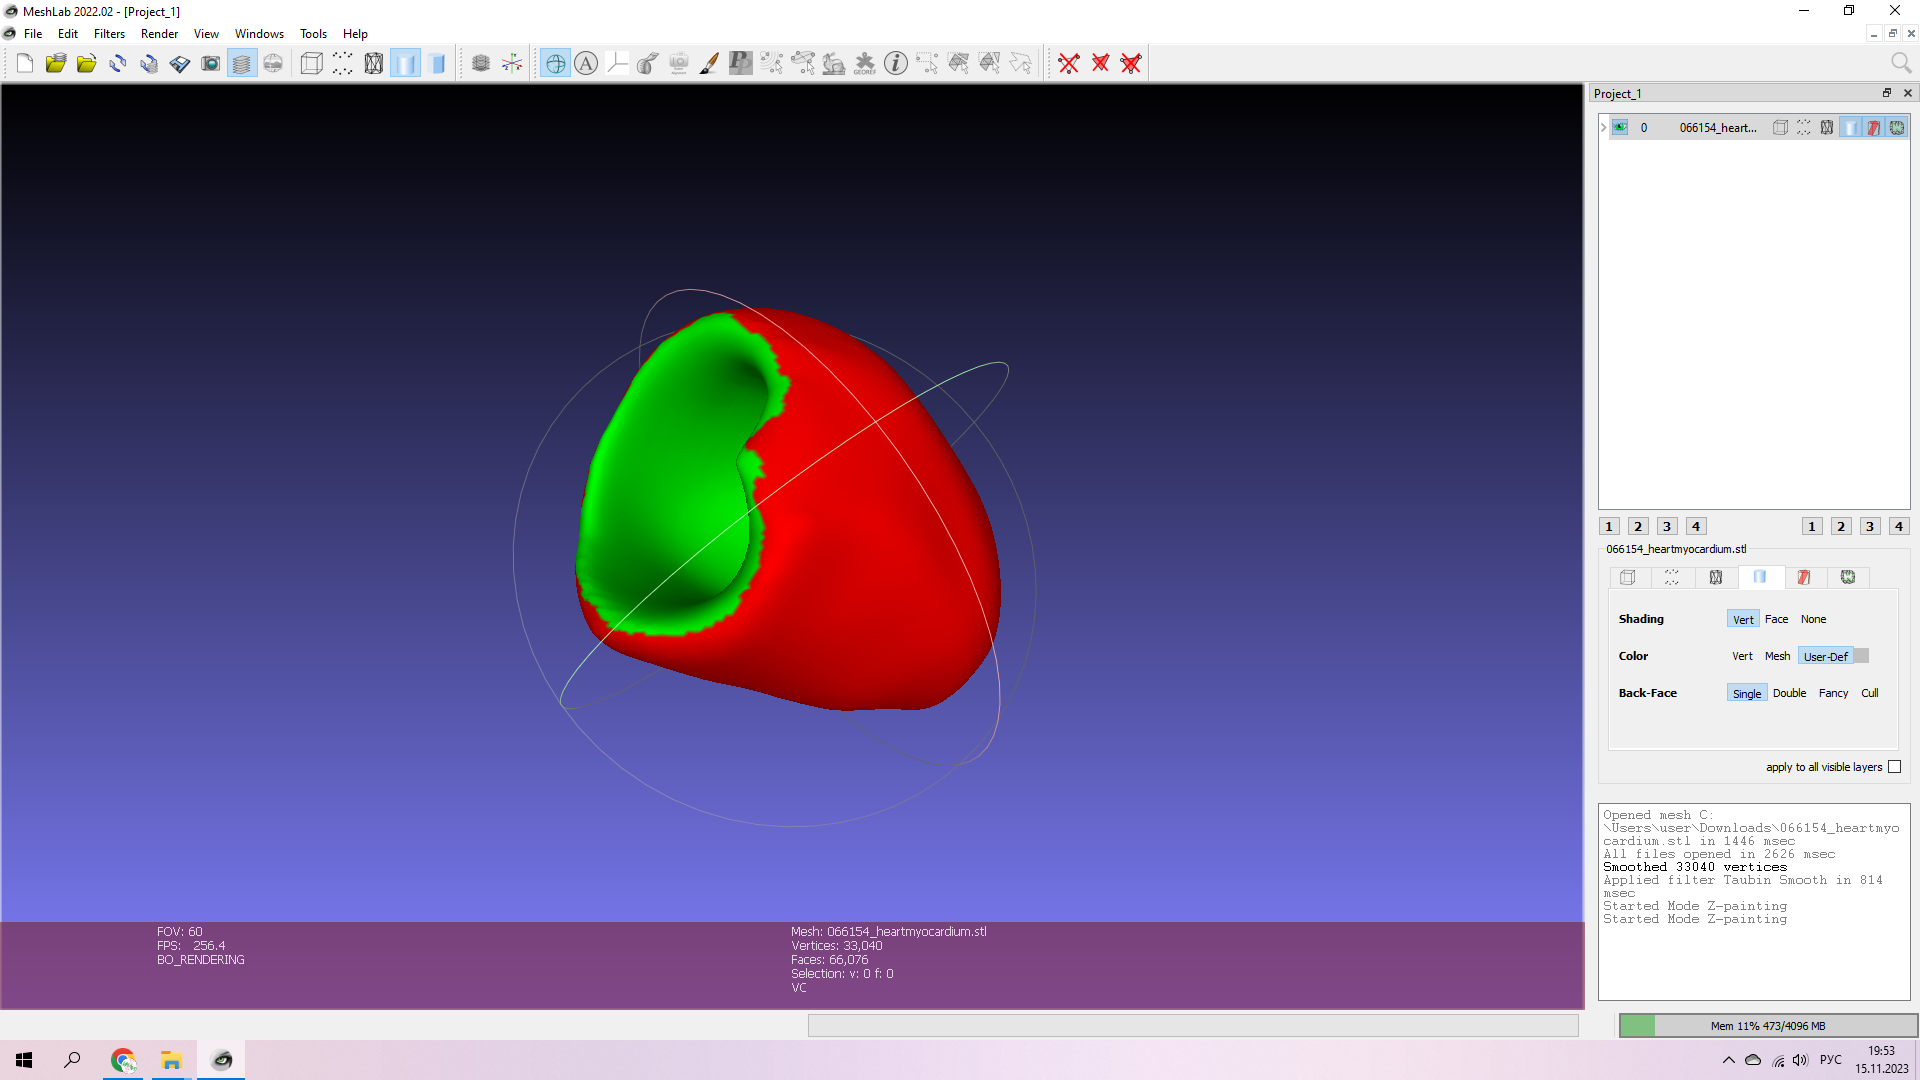 MeshLab 2022.02 - [Project_1]
File Edit Filters Render View Windows Tools Help
A
GEOREF
Project_1
0 066154_heart...
1 2 3 4 1 2 3 4
066154_heartmyocardium.stl
Shading Vert Face None
Color Vert Mesh User-Def
Back-Face Single Double Fancy Cull
apply to all visible layers
Opened mesh C:
\Users\user\Downloads\066154_heartmyo
cardium.stl in 1446 msec
All files opened in 2626 msec
Smoothed 33040 vertices
Applied filter Taubin Smooth in 814
msec
Started Mode Z-painting
Started Mode Z-painting
FOV: 60
FPS: 256.4
BO_RENDERING
Mesh: 066154_heartmyocardium.stl
Vertices: 33,040
Faces: 66,076
Selection: v: 0 f: 0
VC
Mem 11% 473/4096 MB
РУС
19:53
15.11.2023